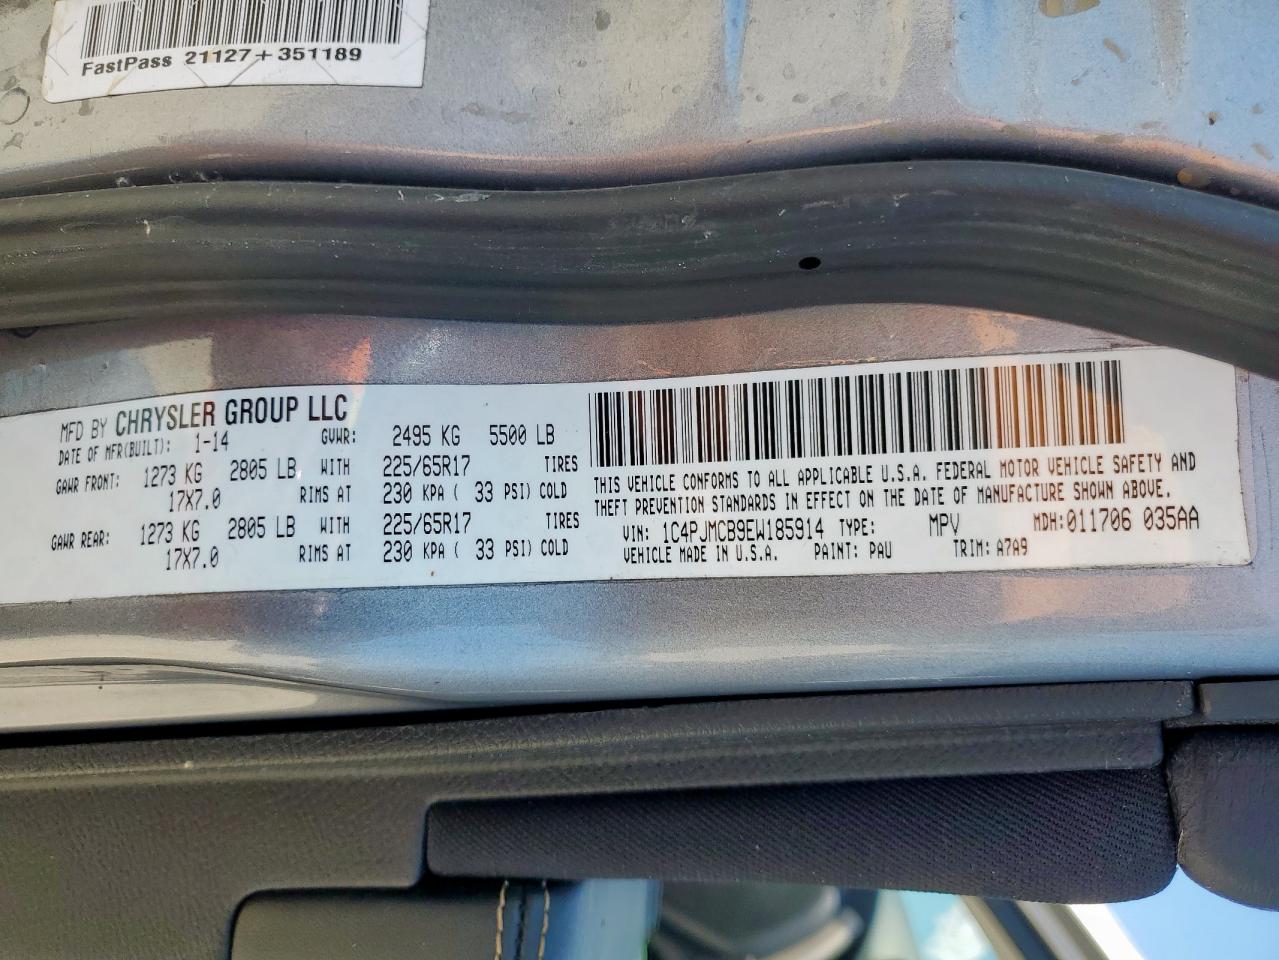 FastPass 21127+351189
MFD BY CHRYSLER GROUP LLC
DATE OF MFR(BUILT): 1-14 GVWR: 2495 KG 5500 LB
GAWR FRONT: 1273 KG 2805 LB WITH 225/65R17 TIRES
17X7.0 RIMS AT 230 KPA ( 33 PSI) COLD
GAWR REAR: 1273 KG 2805 LB WITH 225/65R17 TIRES
17X7.0 RIMS AT 230 KPA ( 33 PSI) COLD
THIS VEHICLE CONFORMS TO ALL APPLICABLE U.S.A. FEDERAL MOTOR VEHICLE SAFETY AND
THEFT PREVENTION STANDARDS IN EFFECT ON THE DATE OF MANUFACTURE SHOWN ABOVE.
VIN: 1C4PJMCB9EW185914 TYPE: MPV MDH:011706 035AA
VEHICLE MADE IN U.S.A. PAINT: PAU TRIM: A7A9